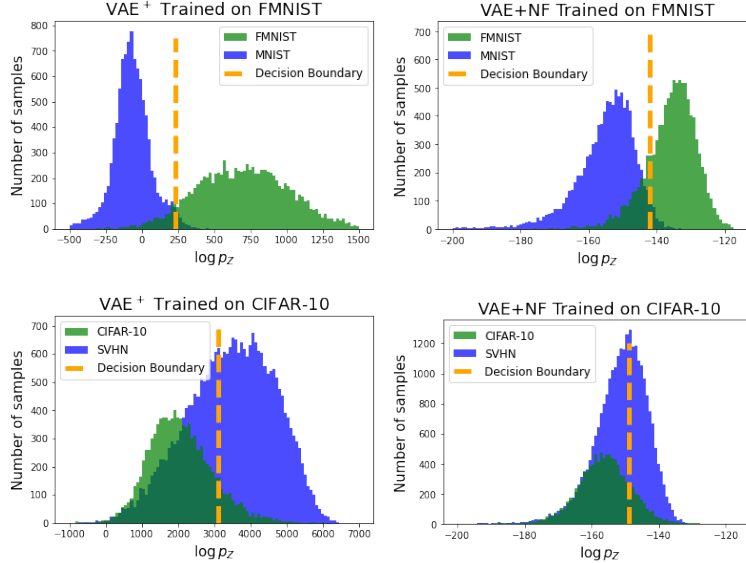 VAE⁺ Trained on FMNIST
Number of samples
800
700
600
500
400
300
200
100
0
FMNIST
MNIST
Decision Boundary
−500
−250
0
250
500
750
1000
1250
1500
log p_Z
VAE+NF Trained on FMNIST
Number of samples
700
600
500
400
300
200
100
0
FMNIST
MNIST
Decision Boundary
−200
−180
−160
−140
−120
log p_Z
VAE⁺ Trained on CIFAR-10
Number of samples
700
600
500
400
300
200
100
0
CIFAR-10
SVHN
Decision Boundary
−1000
0
1000
2000
3000
4000
5000
6000
7000
log p_Z
VAE+NF Trained on CIFAR-10
Number of samples
1200
1000
800
600
400
200
0
CIFAR-10
SVHN
Decision Boundary
−200
−180
−160
−140
−120
log p_Z